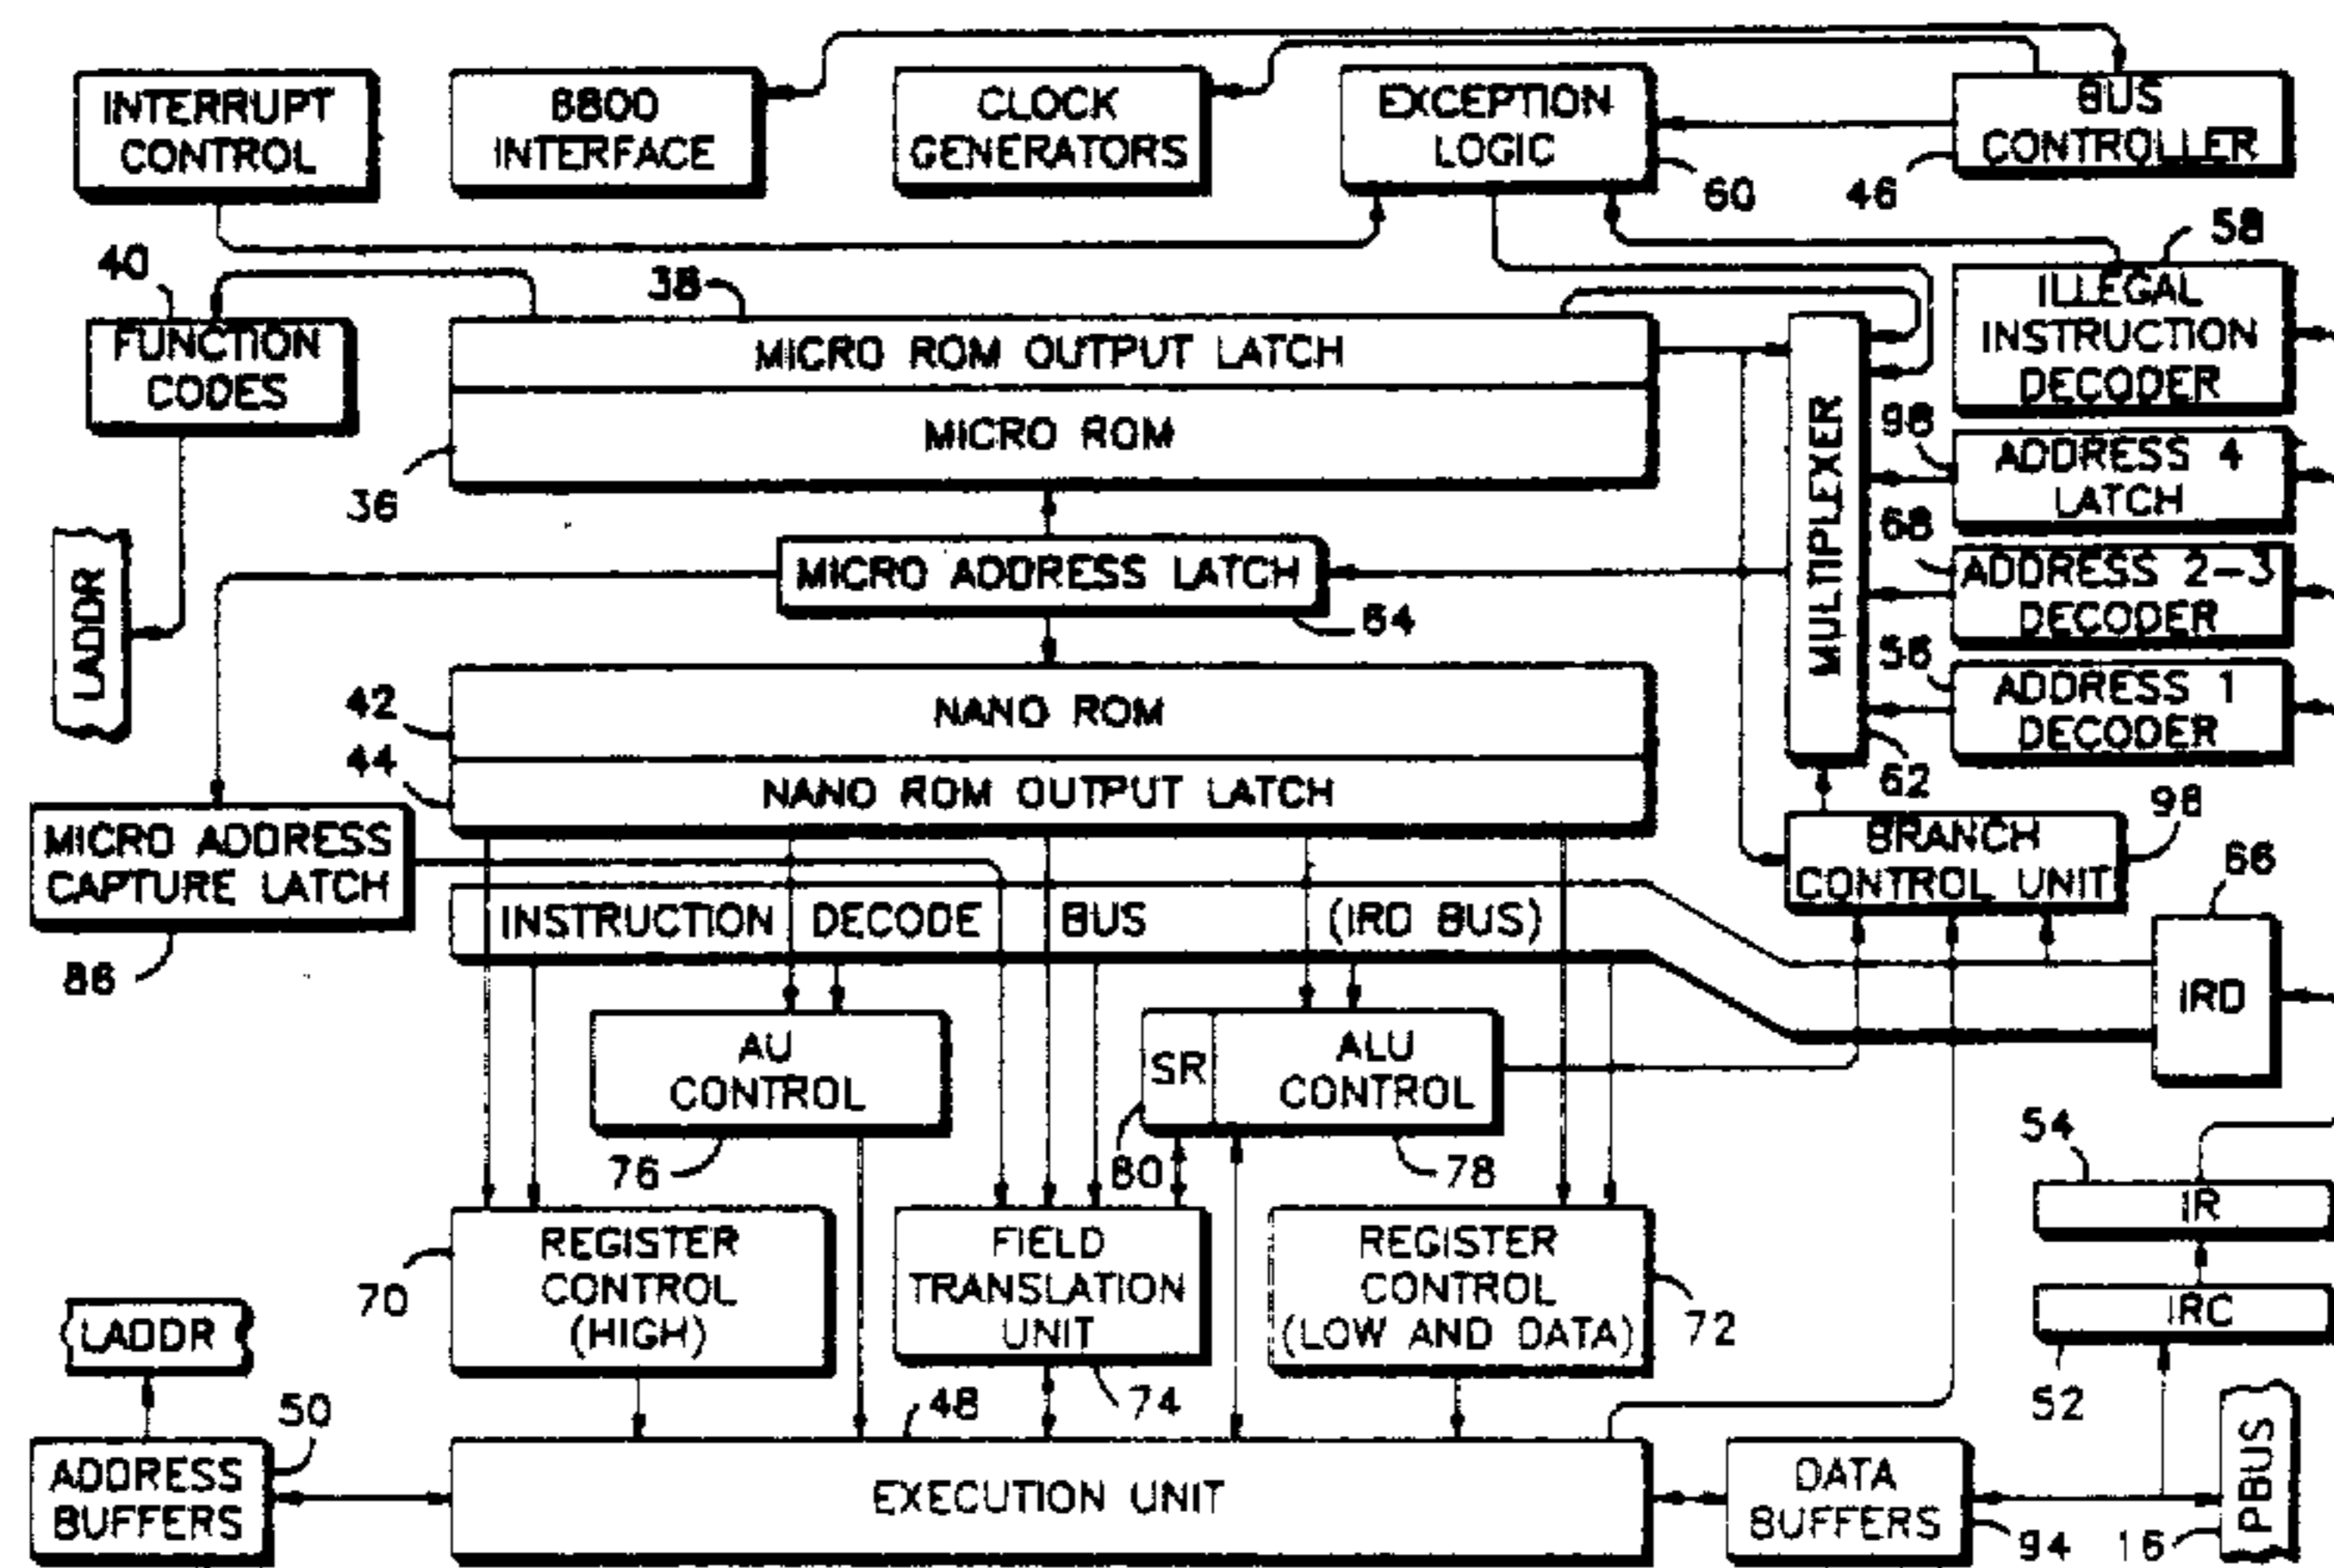 INTERRUPT
CONTROL
6800
INTERFACE
CLOCK
GENERATORS
EXCEPTION
LOGIC
60
BUS
CONTROLLER
46
40
FUNCTION
CODES
38
MICRO ROM OUTPUT LATCH
MICRO ROM
36
58
ILLEGAL
INSTRUCTION
DECODER
MULTIPLEXER
98
ADDRESS 4
LATCH
68
ADDRESS 2-3
DECODER
56
ADDRESS 1
DECODER
62
LADDR
MICRO ADDRESS LATCH
64
42
NANO ROM
44
NANO ROM OUTPUT LATCH
MICRO ADDRESS
CAPTURE LATCH
86
BRANCH
CONTROL UNIT
98
66
INSTRUCTION DECODE BUS (IRD BUS)
IRD
AU
CONTROL
76
SR
ALU
CONTROL
80
78
54
IR
70
REGISTER
CONTROL
(HIGH)
FIELD
TRANSLATION
UNIT
74
REGISTER
CONTROL
(LOW AND DATA)
72
IRC
52
LADDR
50
ADDRESS
BUFFERS
48
EXECUTION UNIT
DATA
BUFFERS
94
16
PBUS